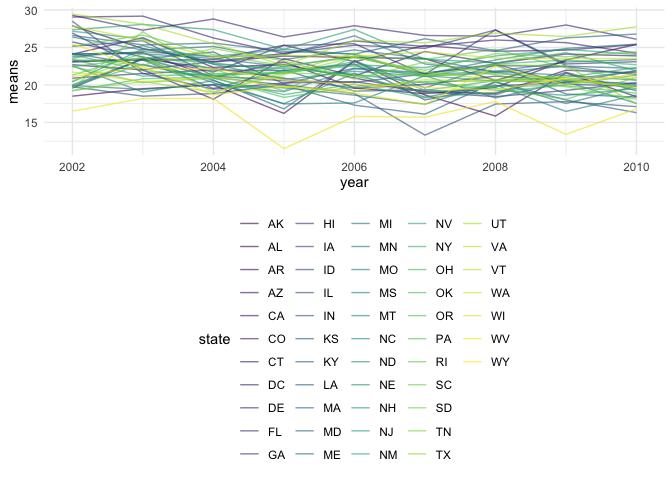 30
25
20
15
means
2002 2004 2006 2008 2010
year
AK HI MI NV UT
AL IA MN NY VA
AR ID MO OH VT
AZ IL MS OK WA
CA IN MT OR WI
state CO KS NC PA WV
CT KY ND RI WY
DC LA NE SC
DE MA NH SD
FL MD NJ TN
GA ME NM TX